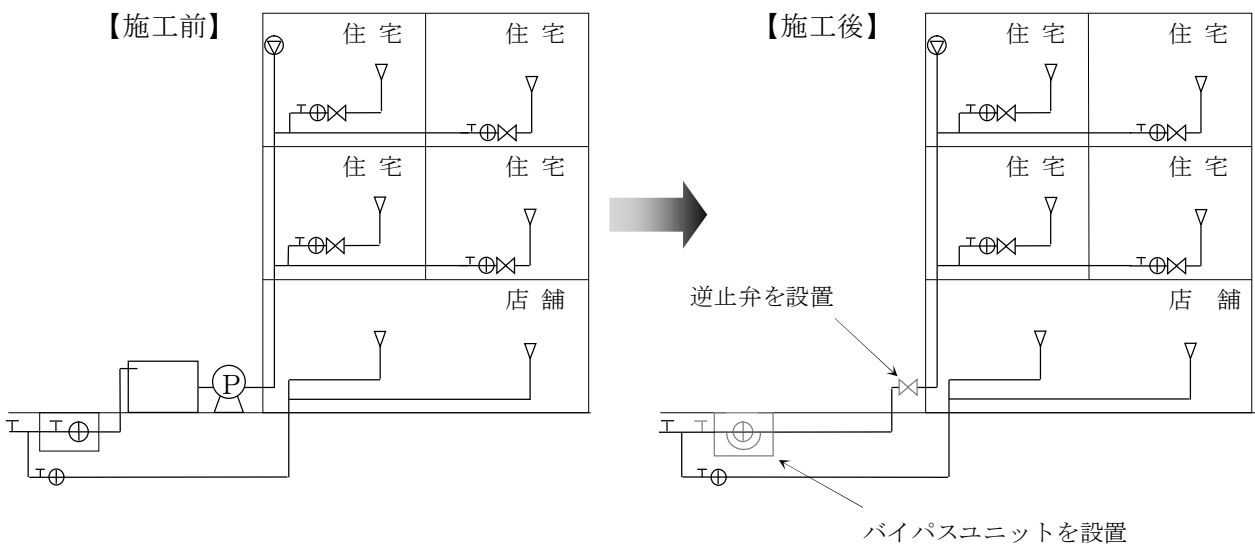 【施工前】
住 宅
住 宅
住 宅
住 宅
店 舗
P
【施工後】
住 宅
住 宅
住 宅
住 宅
店 舗
逆止弁を設置
バイパスユニットを設置